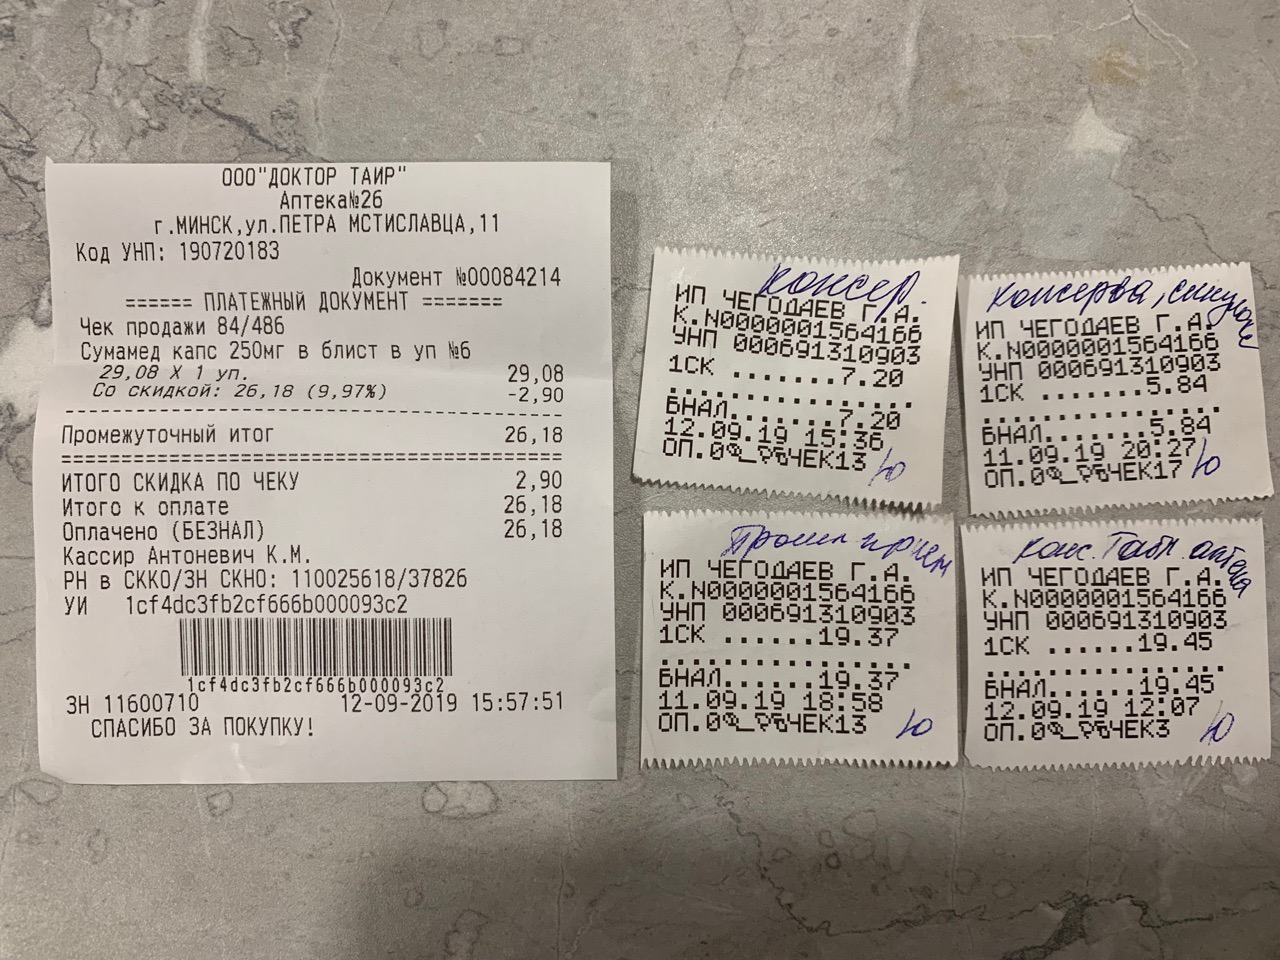 ООО"ДОКТОР ТАИР"
Аптека№26
г.МИНСК,ул.ПЕТРА МСТИСЛАВЦА,11
Код УНП: 190720183
Документ №00084214
====== ПЛАТЕЖНЫЙ ДОКУМЕНТ =======
Чек продажи 84/486
Сумамед капс 250мг в блист в уп №6
29,08 X 1 уп. 29,08
Со скидкой: 26,18 (9,97%) -2,90
Промежуточный итог 26,18
ИТОГО СКИДКА ПО ЧЕКУ 2,90
Итого к оплате 26,18
Оплачено (БЕЗНАЛ) 26,18
Кассир Антоневич К.М.
РН в СККО/ЗН СКНО: 110025618/37826
УИ 1cf4dc3fb2cf666b000093c2
1cf4dc3fb2cf666b000093c2
ЗН 11600710 12-09-2019 15:57:51
СПАСИБО ЗА ПОКУПКУ!
консер.
ИП ЧЕГОДАЕВ Г.А.
К.N0000001564166
УНП 000691310903
1СК .......7.20
БНАЛ.......7.20
12.09.19 15:36
ОП.0 ЧЕК13
консерва,
ИП ЧЕГОДАЕВ Г.А.
К.N0000001564166
УНП 000691310903
1СК .......5.84
БНАЛ.......5.84
11.09.19 20:27
ОП.0 ЧЕК17
прием
ИП ЧЕГОДАЕВ Г.А.
К.N0000001564166
УНП 000691310903
1СК ......19.37
БНАЛ......19.37
11.09.19 18:58
ОП.0 ЧЕК13
конс. Табл аптека
ИП ЧЕГОДАЕВ Г.А.
К.N0000001564166
УНП 000691310903
1СК ......19.45
БНАЛ......19.45
12.09.19 12:07
ОП.0 ЧЕК3